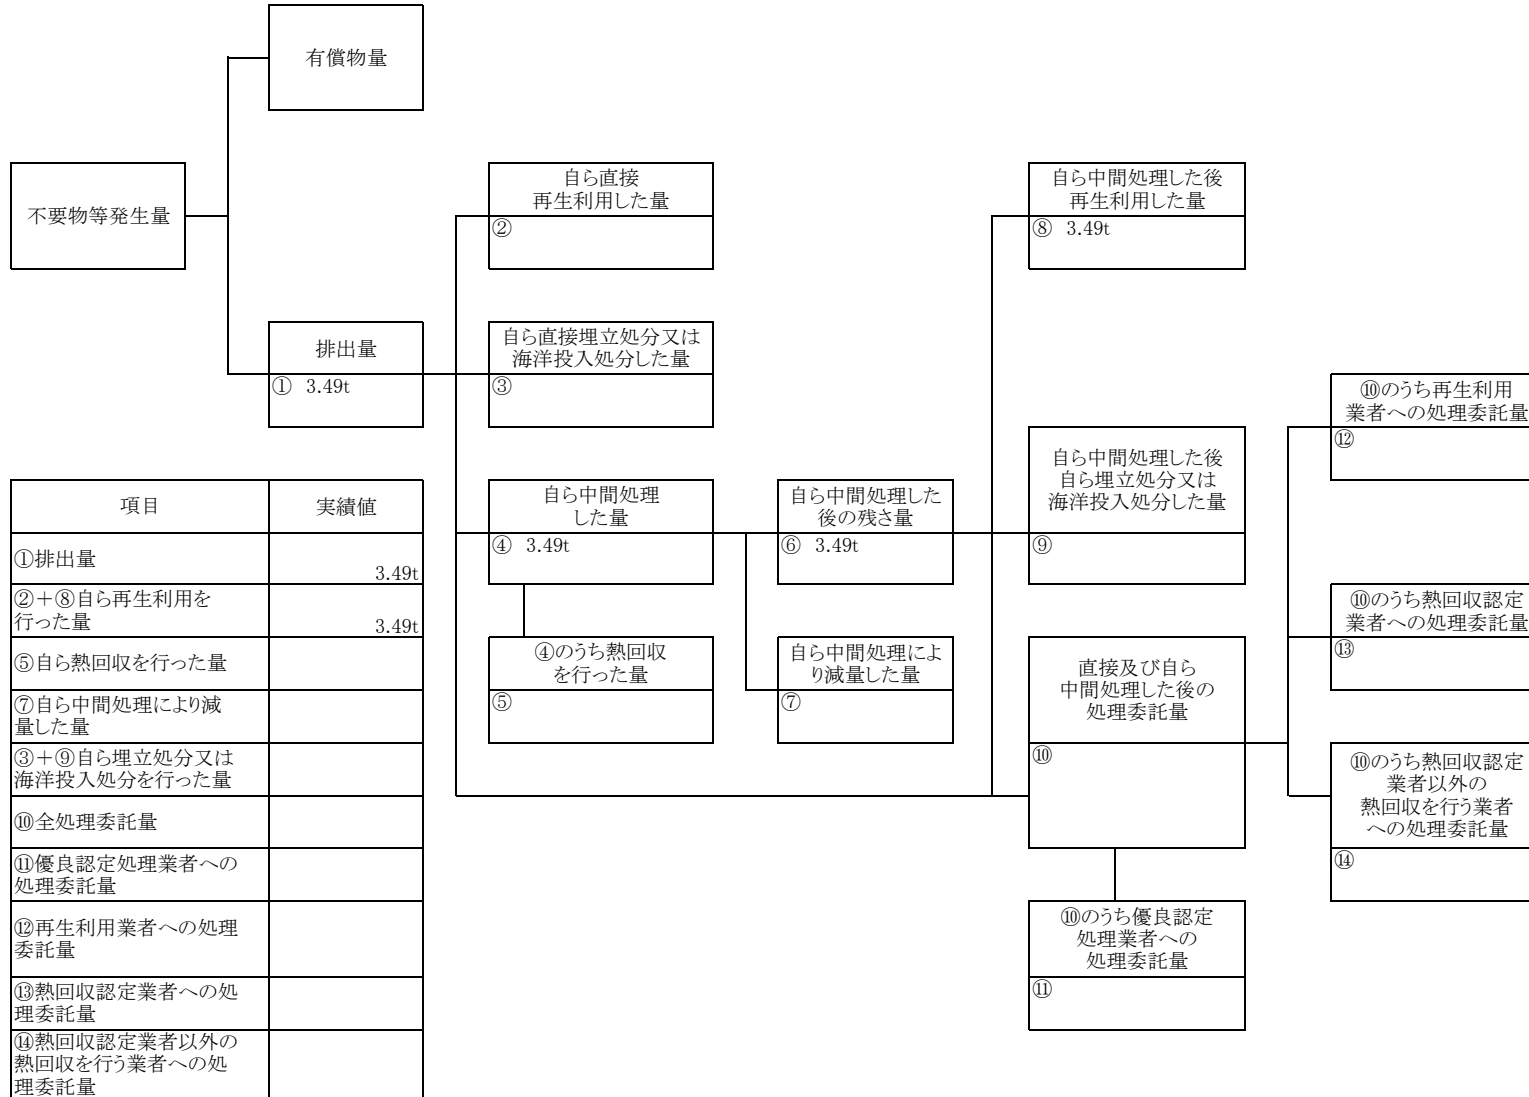 有償物量
不要物等発生量
自ら直接
再生利用した量
②
自ら中間処理した後
再生利用した量
⑧ 3.49t
排出量
① 3.49t
自ら直接埋立処分又は
海洋投入処分した量
③
⑩のうち再生利用
業者への処理委託量
⑫
自ら中間処理した後
自ら埋立処分又は
海洋投入処分した量
⑨
自ら中間処理
した量
④ 3.49t
自ら中間処理した
後の残さ量
⑥ 3.49t
⑩のうち熱回収認定
業者への処理委託量
⑬
④のうち熱回収
を行った量
⑤
自ら中間処理によ
り減量した量
⑦
直接及び自ら
中間処理した後の
処理委託量
⑩
⑩のうち熱回収認定
業者以外の
熱回収を行う業者
への処理委託量
⑭
⑩のうち優良認定
処理業者への
処理委託量
⑪
項目 実績値
①排出量 3.49t
②+⑧自ら再生利用を
行った量 3.49t
⑤自ら熱回収を行った量
⑦自ら中間処理により減
量した量
③+⑨自ら埋立処分又は
海洋投入処分を行った量
⑩全処理委託量
⑪優良認定処理業者への
処理委託量
⑫再生利用業者への処理
委託量
⑬熱回収認定業者への処
理委託量
⑭熱回収認定業者以外の
熱回収を行う業者への処
理委託量